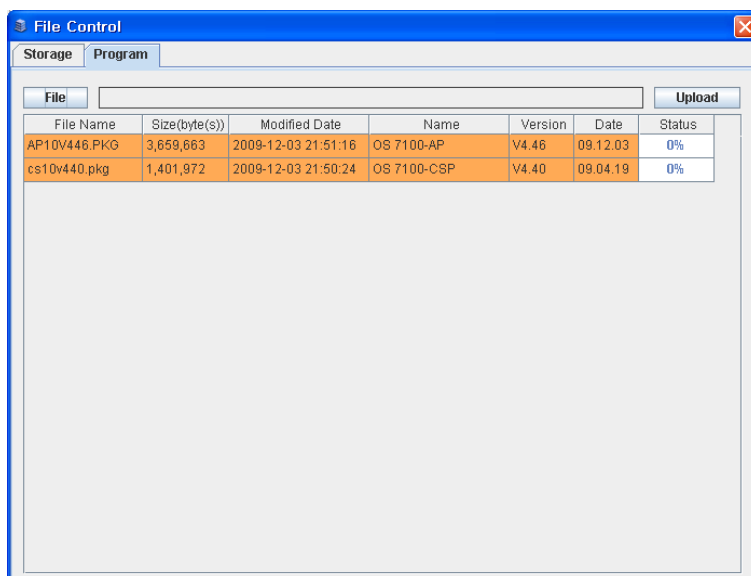 File Control
Storage Program
File Upload
File Name Size(byte(s)) Modified Date Name Version Date Status
AP10V446.PKG 3,659,663 2009-12-03 21:51:16 OS 7100-AP V4.46 09.12.03 0%
cs10v440.pkg 1,401,972 2009-12-03 21:50:24 OS 7100-CSP V4.40 09.04.19 0%